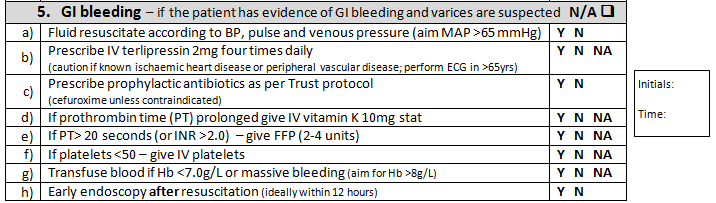 5. GI bleeding – if the patient has evidence of GI bleeding and varices are suspected N/A ☐
a) Fluid resuscitate according to BP, pulse and venous pressure (aim MAP >65 mmHg) Y N
b) Prescribe IV terlipressin 2mg four times daily Y N NA
(caution if known ischaemic heart disease or peripheral vascular disease; perform ECG in >65yrs)
c) Prescribe prophylactic antibiotics as per Trust protocol Y N
(cefuroxime unless contraindicated)
d) If prothrombin time (PT) prolonged give IV vitamin K 10mg stat Y N NA
e) If PT> 20 seconds (or INR >2.0) – give FFP (2-4 units) Y N NA
f) If platelets <50 – give IV platelets Y N NA
g) Transfuse blood if Hb <7.0g/L or massive bleeding (aim for Hb >8g/L) Y N NA
h) Early endoscopy after resuscitation (ideally within 12 hours) Y N
Initials:
Time: